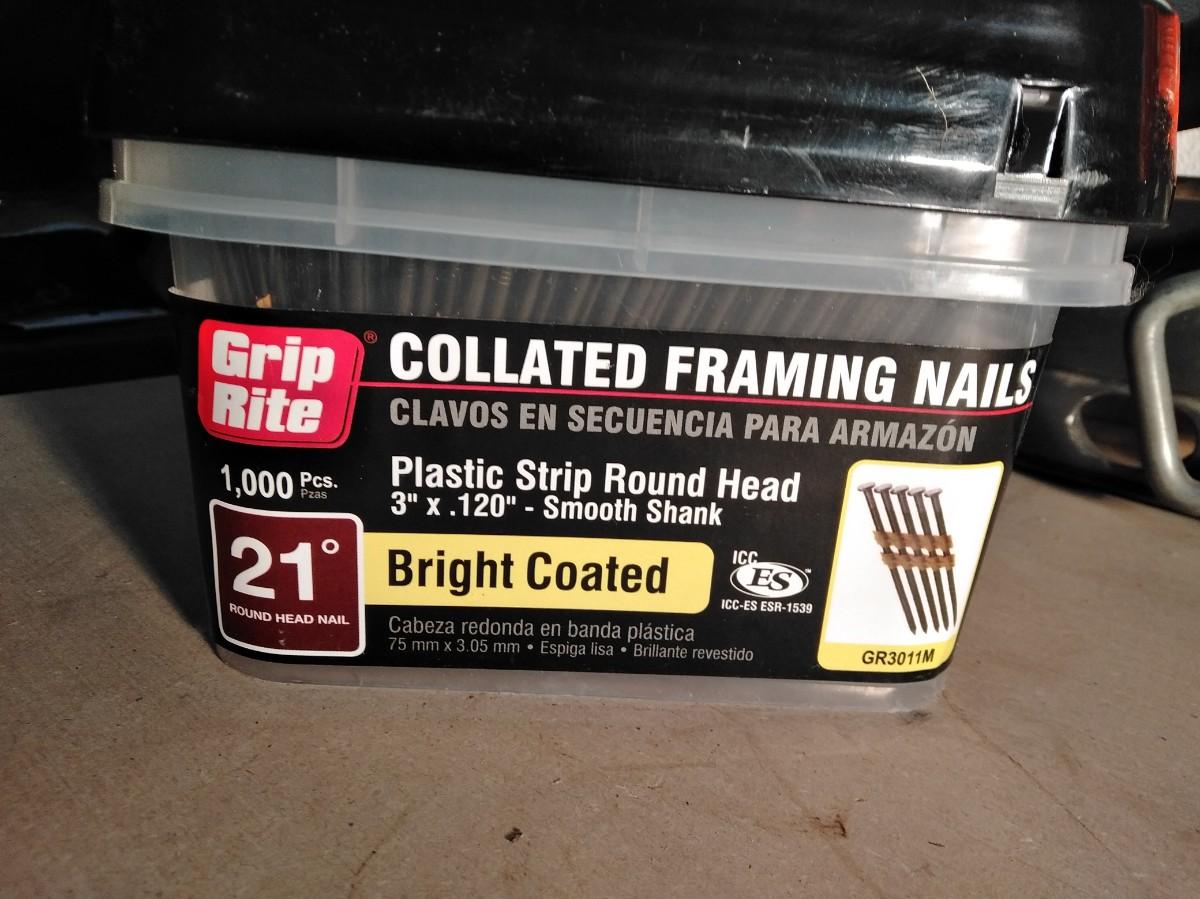 Grip
Rite®
COLLATED FRAMING NAILS
CLAVOS EN SECUENCIA PARA ARMAZÓN
1,000 Pcs.
Pzas
Plastic Strip Round Head
3" x .120" - Smooth Shank
21°
ROUND HEAD NAIL
Bright Coated
ICC
ES™
ICC-ES ESR-1539
Cabeza redonda en banda plástica
75 mm x 3.05 mm • Espiga lisa • Brillante revestido
GR3011M